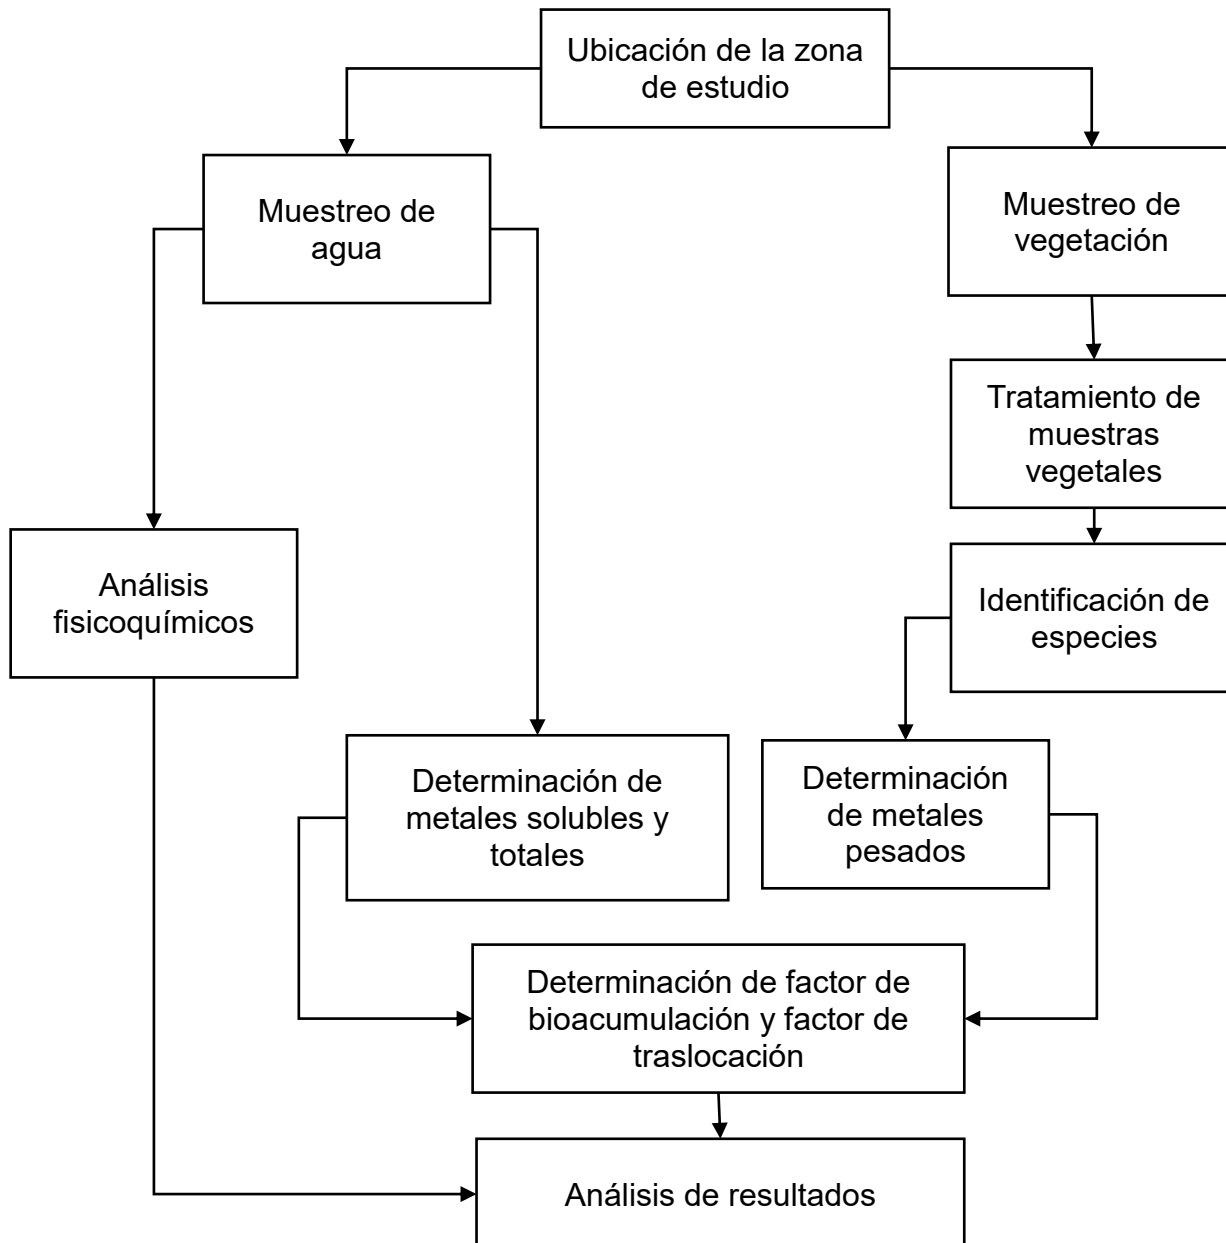 Ubicación de la zona
de estudio
Muestreo de
agua
Muestreo de
vegetación
Tratamiento de
muestras
vegetales
Análisis
fisicoquímicos
Identificación de
especies
Determinación de
metales solubles y
totales
Determinación
de metales
pesados
Determinación de factor de
bioacumulación y factor de
traslocación
Análisis de resultados